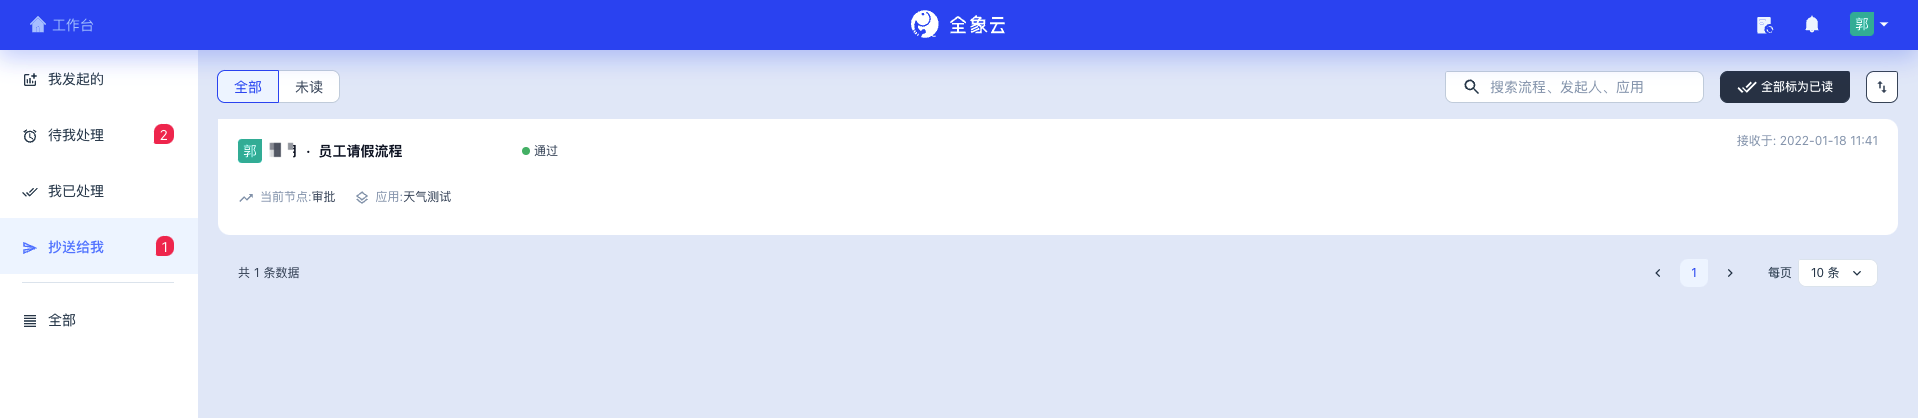 工作台
全象云
郭
我发起的
待我处理
2
我已处理
抄送给我
1
全部
全部 未读
搜索流程、发起人、应用
全部标为已读
郭 · 员工请假流程
通过
接收于: 2022-01-18 11:41
当前节点:审批 应用:天气测试
共 1 条数据
1
每页 10 条